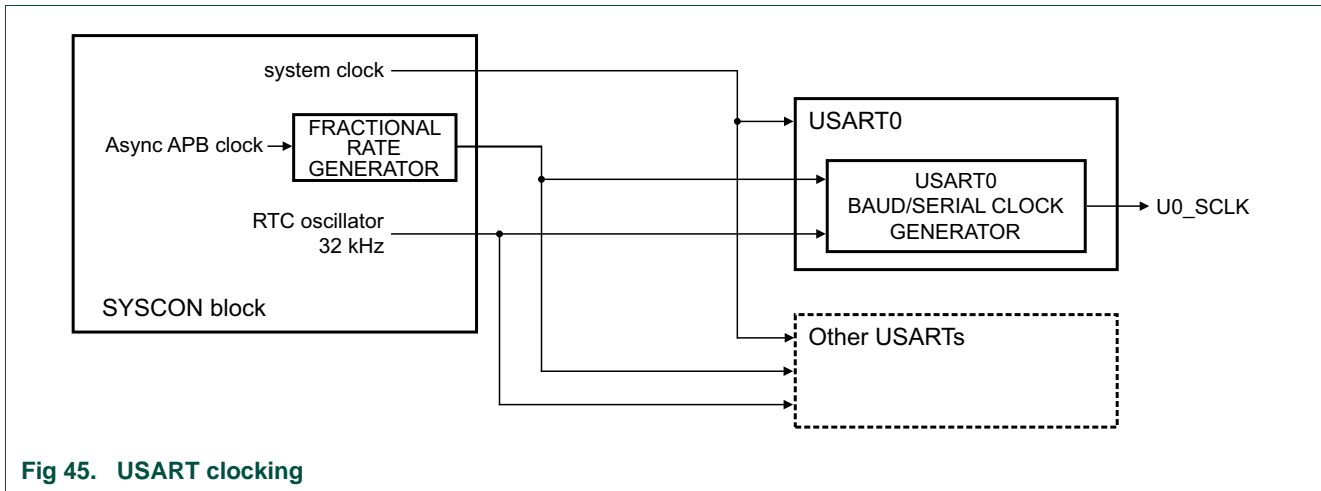 system clock
Async APB clock
FRACTIONAL
RATE
GENERATOR
RTC oscillator
32 kHz
SYSCON block
USART0
USART0
BAUD/SERIAL CLOCK
GENERATOR
U0_SCLK
Other USARTs
Fig 45. USART clocking